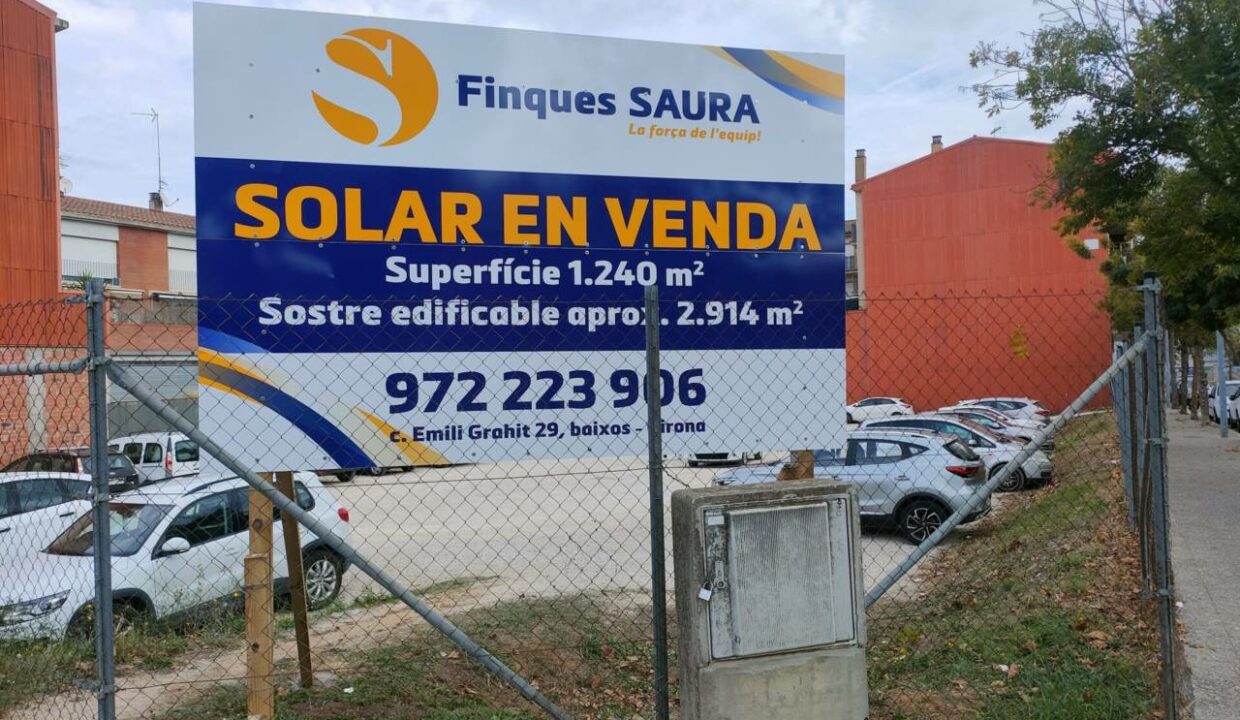 Finques SAURA
La força de l'equip!
SOLAR EN VENDA
Superfície 1.240 m²
Sostre edificable aprox. 2.914 m²
972 223 906
c. Emili Grahit 29, baixos - Girona